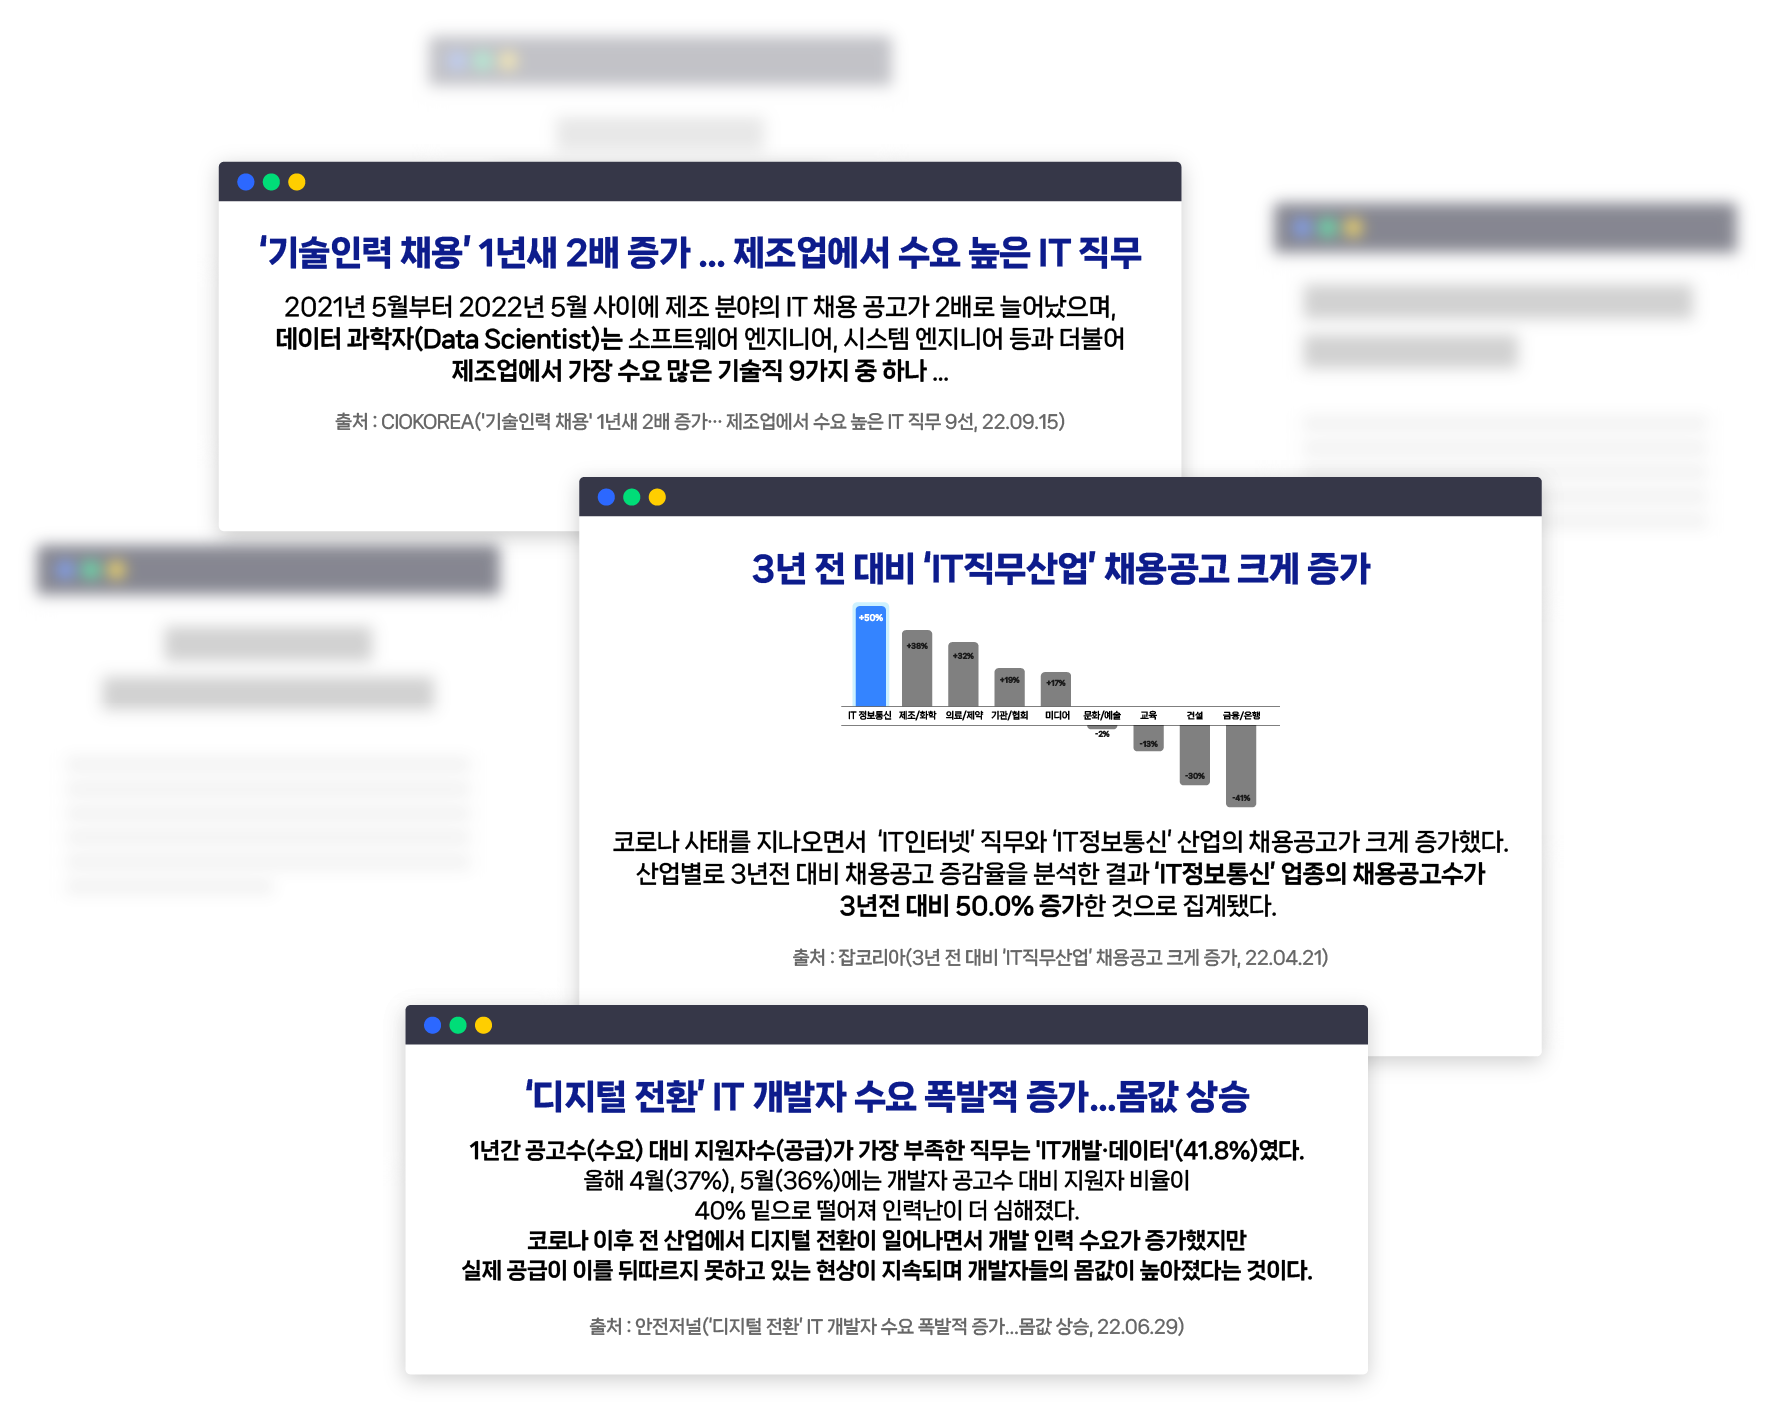 ‘기술인력 채용’ 1년새 2배 증가 ... 제조업에서 수요 높은 IT 직무
2021년 5월부터 2022년 5월 사이에 제조 분야의 IT 채용 공고가 2배로 늘어났으며,
데이터 과학자(Data Scientist)는 소프트웨어 엔지니어, 시스템 엔지니어 등과 더불어
제조업에서 가장 수요 많은 기술직 9가지 중 하나 ...
출처 : CIOKOREA('기술인력 채용' 1년새 2배 증가… 제조업에서 수요 높은 IT 직무 9선, 22.09.15)
3년 전 대비 ‘IT직무산업’ 채용공고 크게 증가
+50%
+38%
+32%
+19%
+17%
IT 정보통신 제조/화학 의료/제약 기관/협회 미디어 문화/예술 교육 건설 금융/은행
-2%
-13%
-30%
-41%
코로나 사태를 지나오면서 ‘IT인터넷’ 직무와 ‘IT정보통신’ 산업의 채용공고가 크게 증가했다.
산업별로 3년전 대비 채용공고 증감율을 분석한 결과 ‘IT정보통신’ 업종의 채용공고수가
3년전 대비 50.0% 증가한 것으로 집계됐다.
출처 : 잡코리아(3년 전 대비 ‘IT직무산업’ 채용공고 크게 증가, 22.04.21)
‘디지털 전환’ IT 개발자 수요 폭발적 증가...몸값 상승
1년간 공고수(수요) 대비 지원자수(공급)가 가장 부족한 직무는 'IT개발·데이터'(41.8%)였다.
올해 4월(37%), 5월(36%)에는 개발자 공고수 대비 지원자 비율이
40% 밑으로 떨어져 인력난이 더 심해졌다.
코로나 이후 전 산업에서 디지털 전환이 일어나면서 개발 인력 수요가 증가했지만
실제 공급이 이를 뒤따르지 못하고 있는 현상이 지속되며 개발자들의 몸값이 높아졌다는 것이다.
출처 : 안전저널(‘디지털 전환’ IT 개발자 수요 폭발적 증가...몸값 상승, 22.06.29)